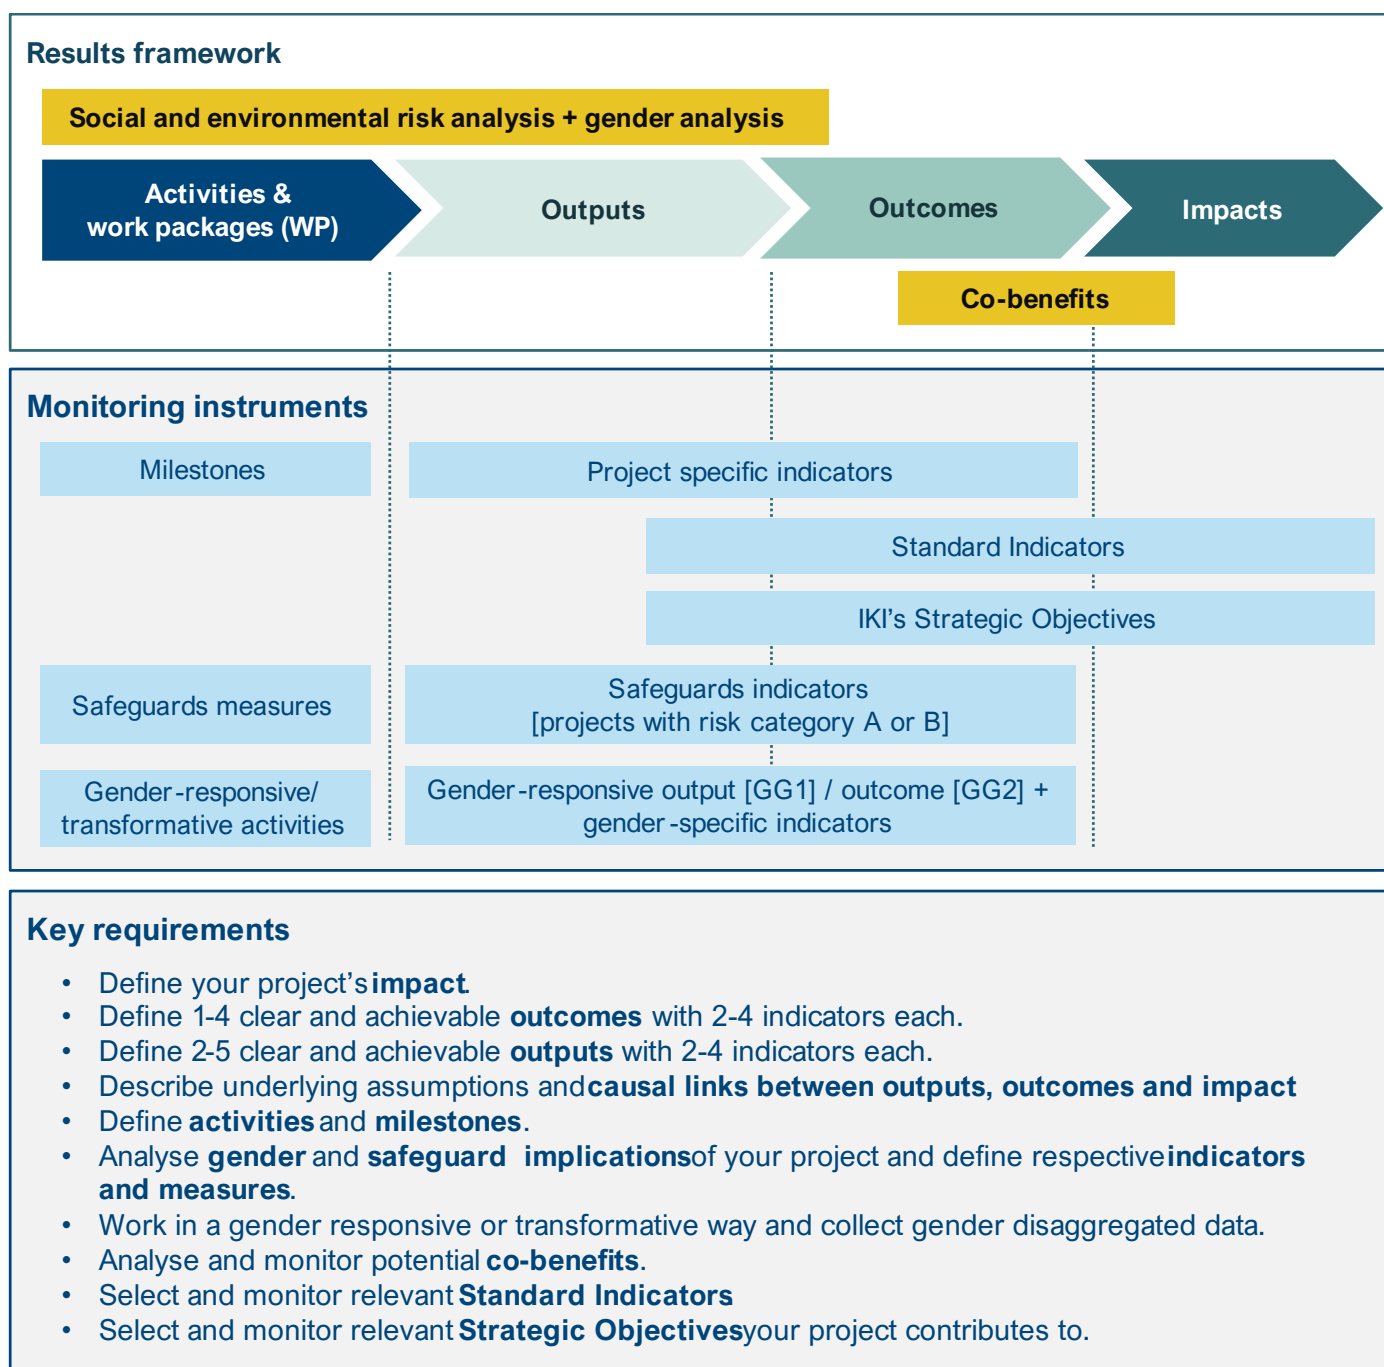 Results framework
Social and environmental risk analysis + gender analysis
Activities &
work packages (WP)
Outputs
Outcomes
Impacts
Co-benefits
Monitoring instruments
Milestones
Project specific indicators
Standard Indicators
IKI's Strategic Objectives
Safeguards measures
Safeguards indicators
[projects with risk category A or B]
Gender-responsive/
transformative activities
Gender-responsive output [GG1] / outcome [GG2] +
gender-specific indicators
Key requirements
• Define your project's impact.
• Define 1-4 clear and achievable outcomes with 2-4 indicators each.
• Define 2-5 clear and achievable outputs with 2-4 indicators each.
• Describe underlying assumptions and causal links between outputs, outcomes and impact
• Define activities and milestones.
• Analyse gender and safeguard implications of your project and define respective indicators
and measures.
• Work in a gender responsive or transformative way and collect gender disaggregated data.
• Analyse and monitor potential co-benefits.
• Select and monitor relevant Standard Indicators
• Select and monitor relevant Strategic Objectives your project contributes to.